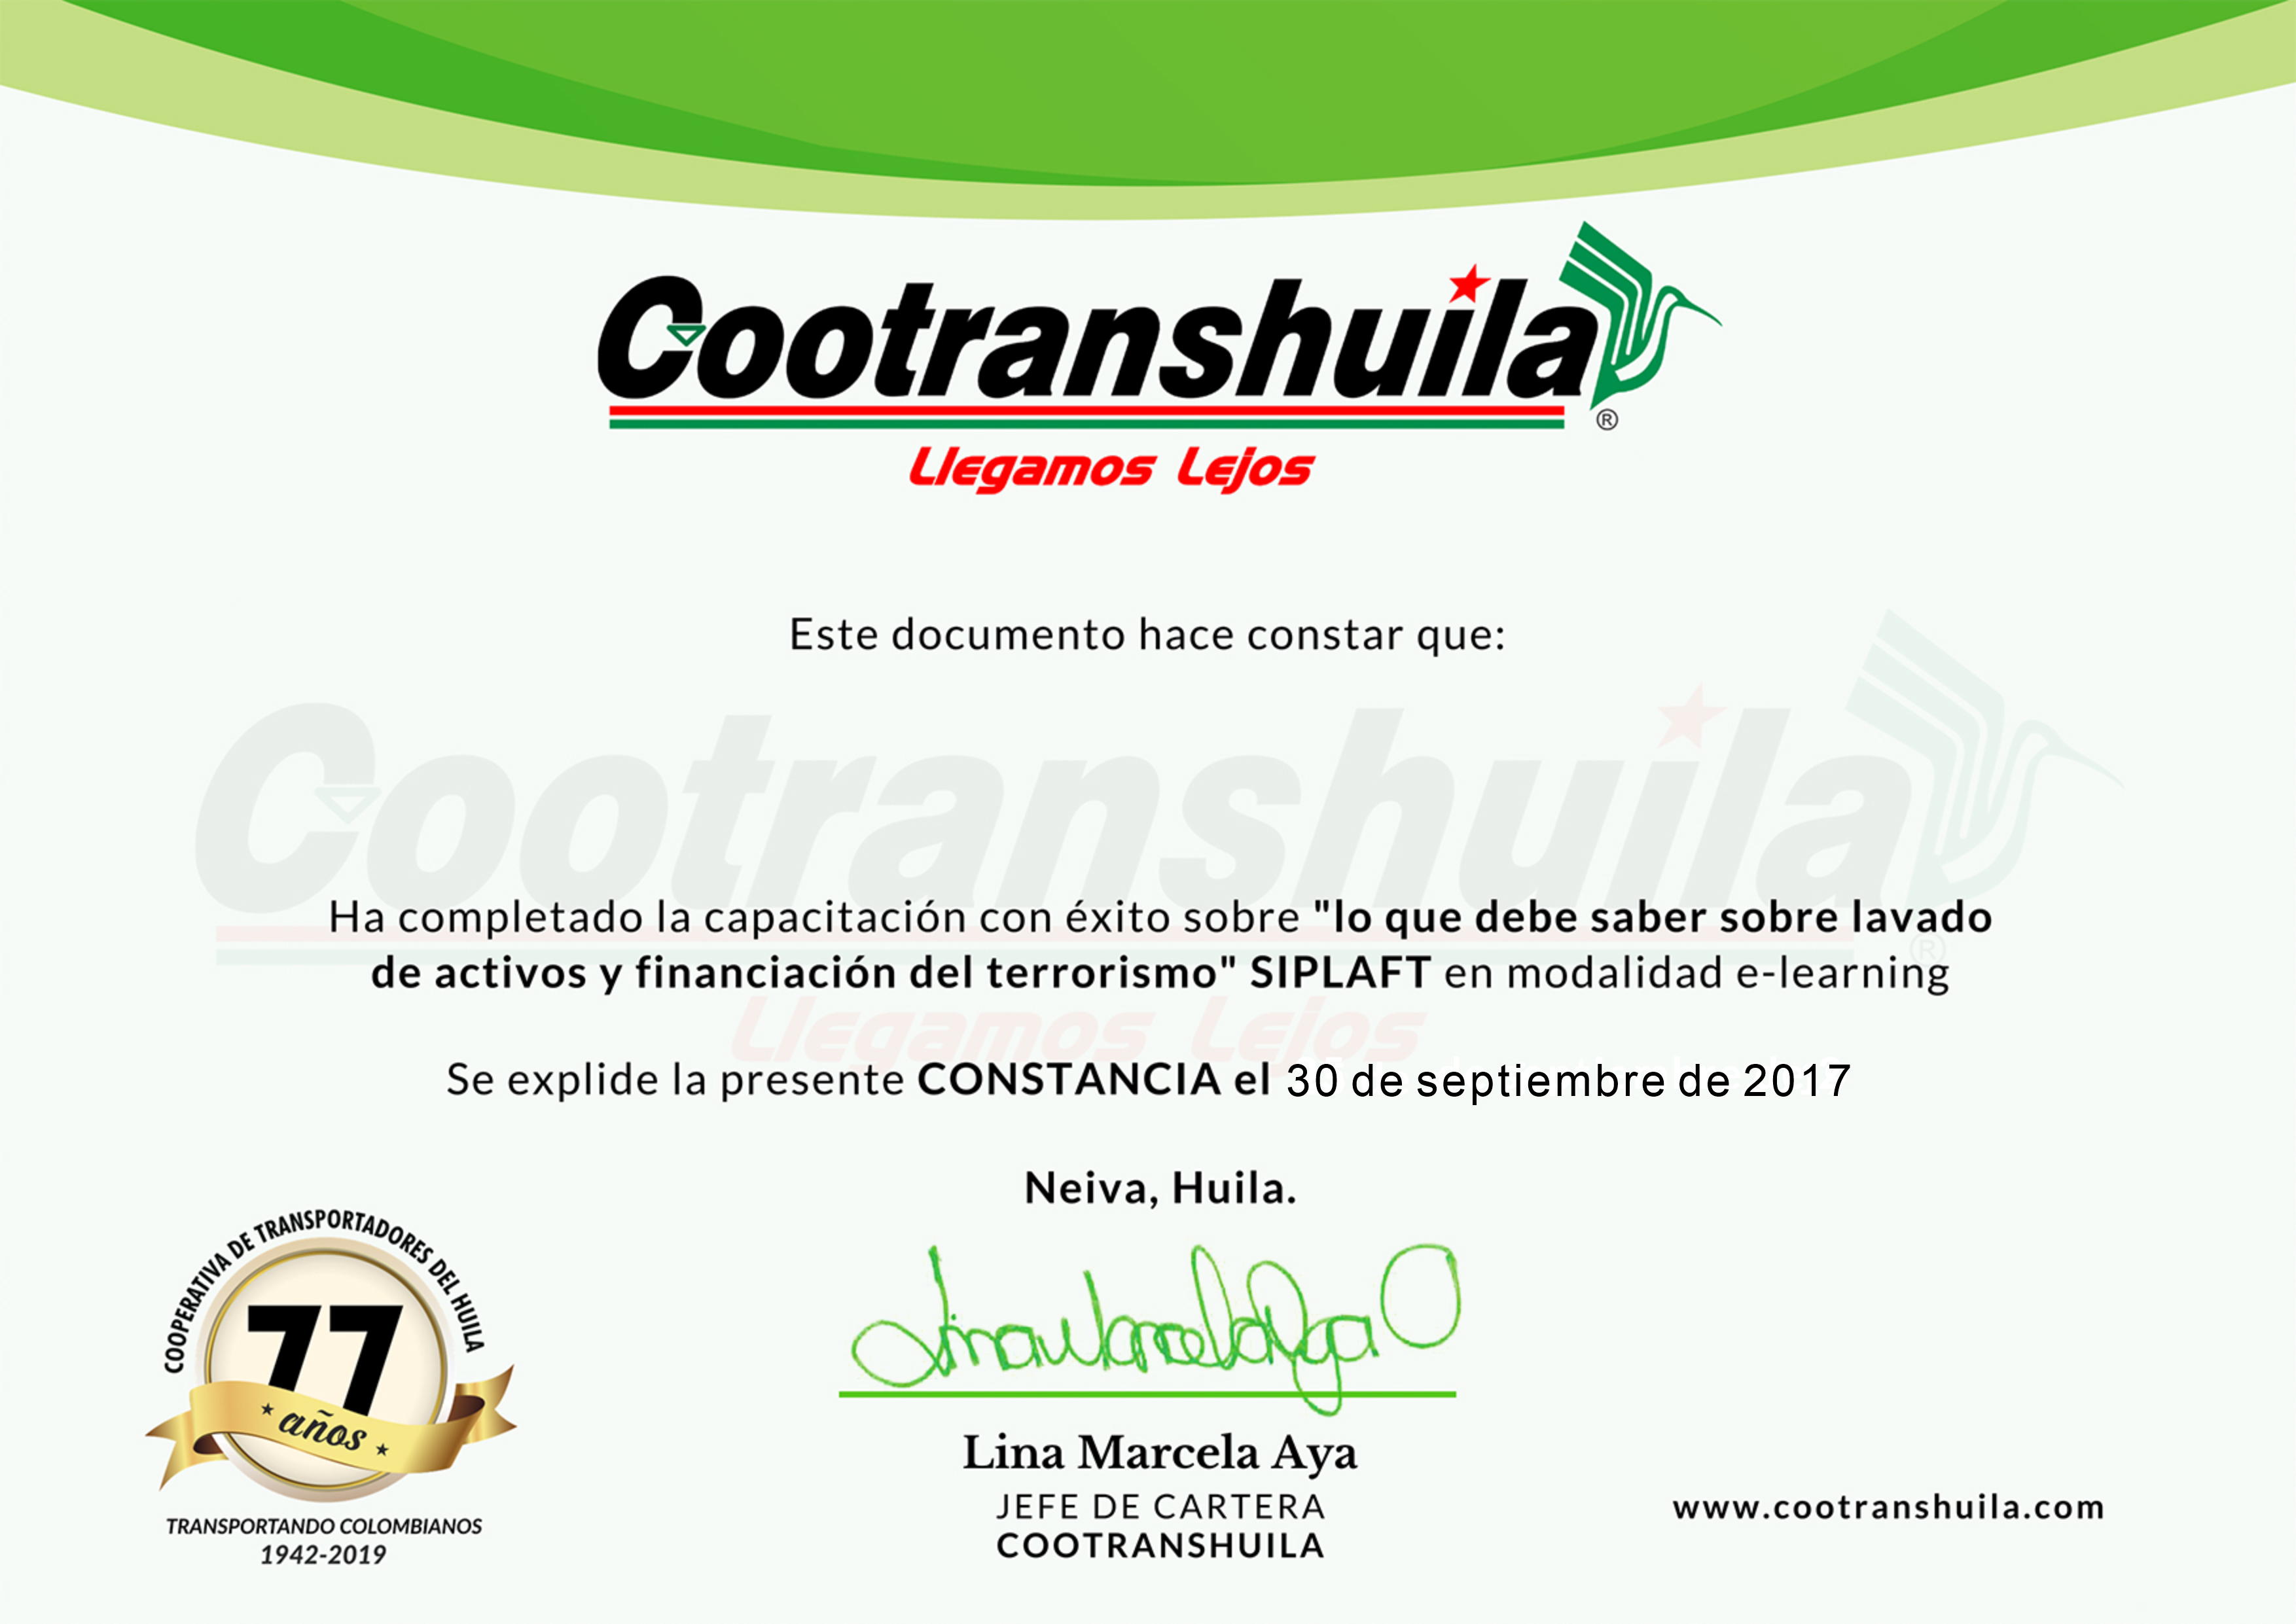 Cootranshuila®
Llegamos Lejos
Este documento hace constar que:
Cootranshuila®
Llegamos Lejos
Ha completado la capacitación con éxito sobre "lo que debe saber sobre lavado
de activos y financiación del terrorismo" SIPLAFT en modalidad e-learning
Se explide la presente CONSTANCIA el 30 de septiembre de 2017
Neiva, Huila.
COOPERATIVA DE TRANSPORTADORES DEL HUILA
77
años
TRANSPORTANDO COLOMBIANOS
1942-2019
Lina Marcela Aya
JEFE DE CARTERA
COOTRANSHUILA
www.cootranshuila.com